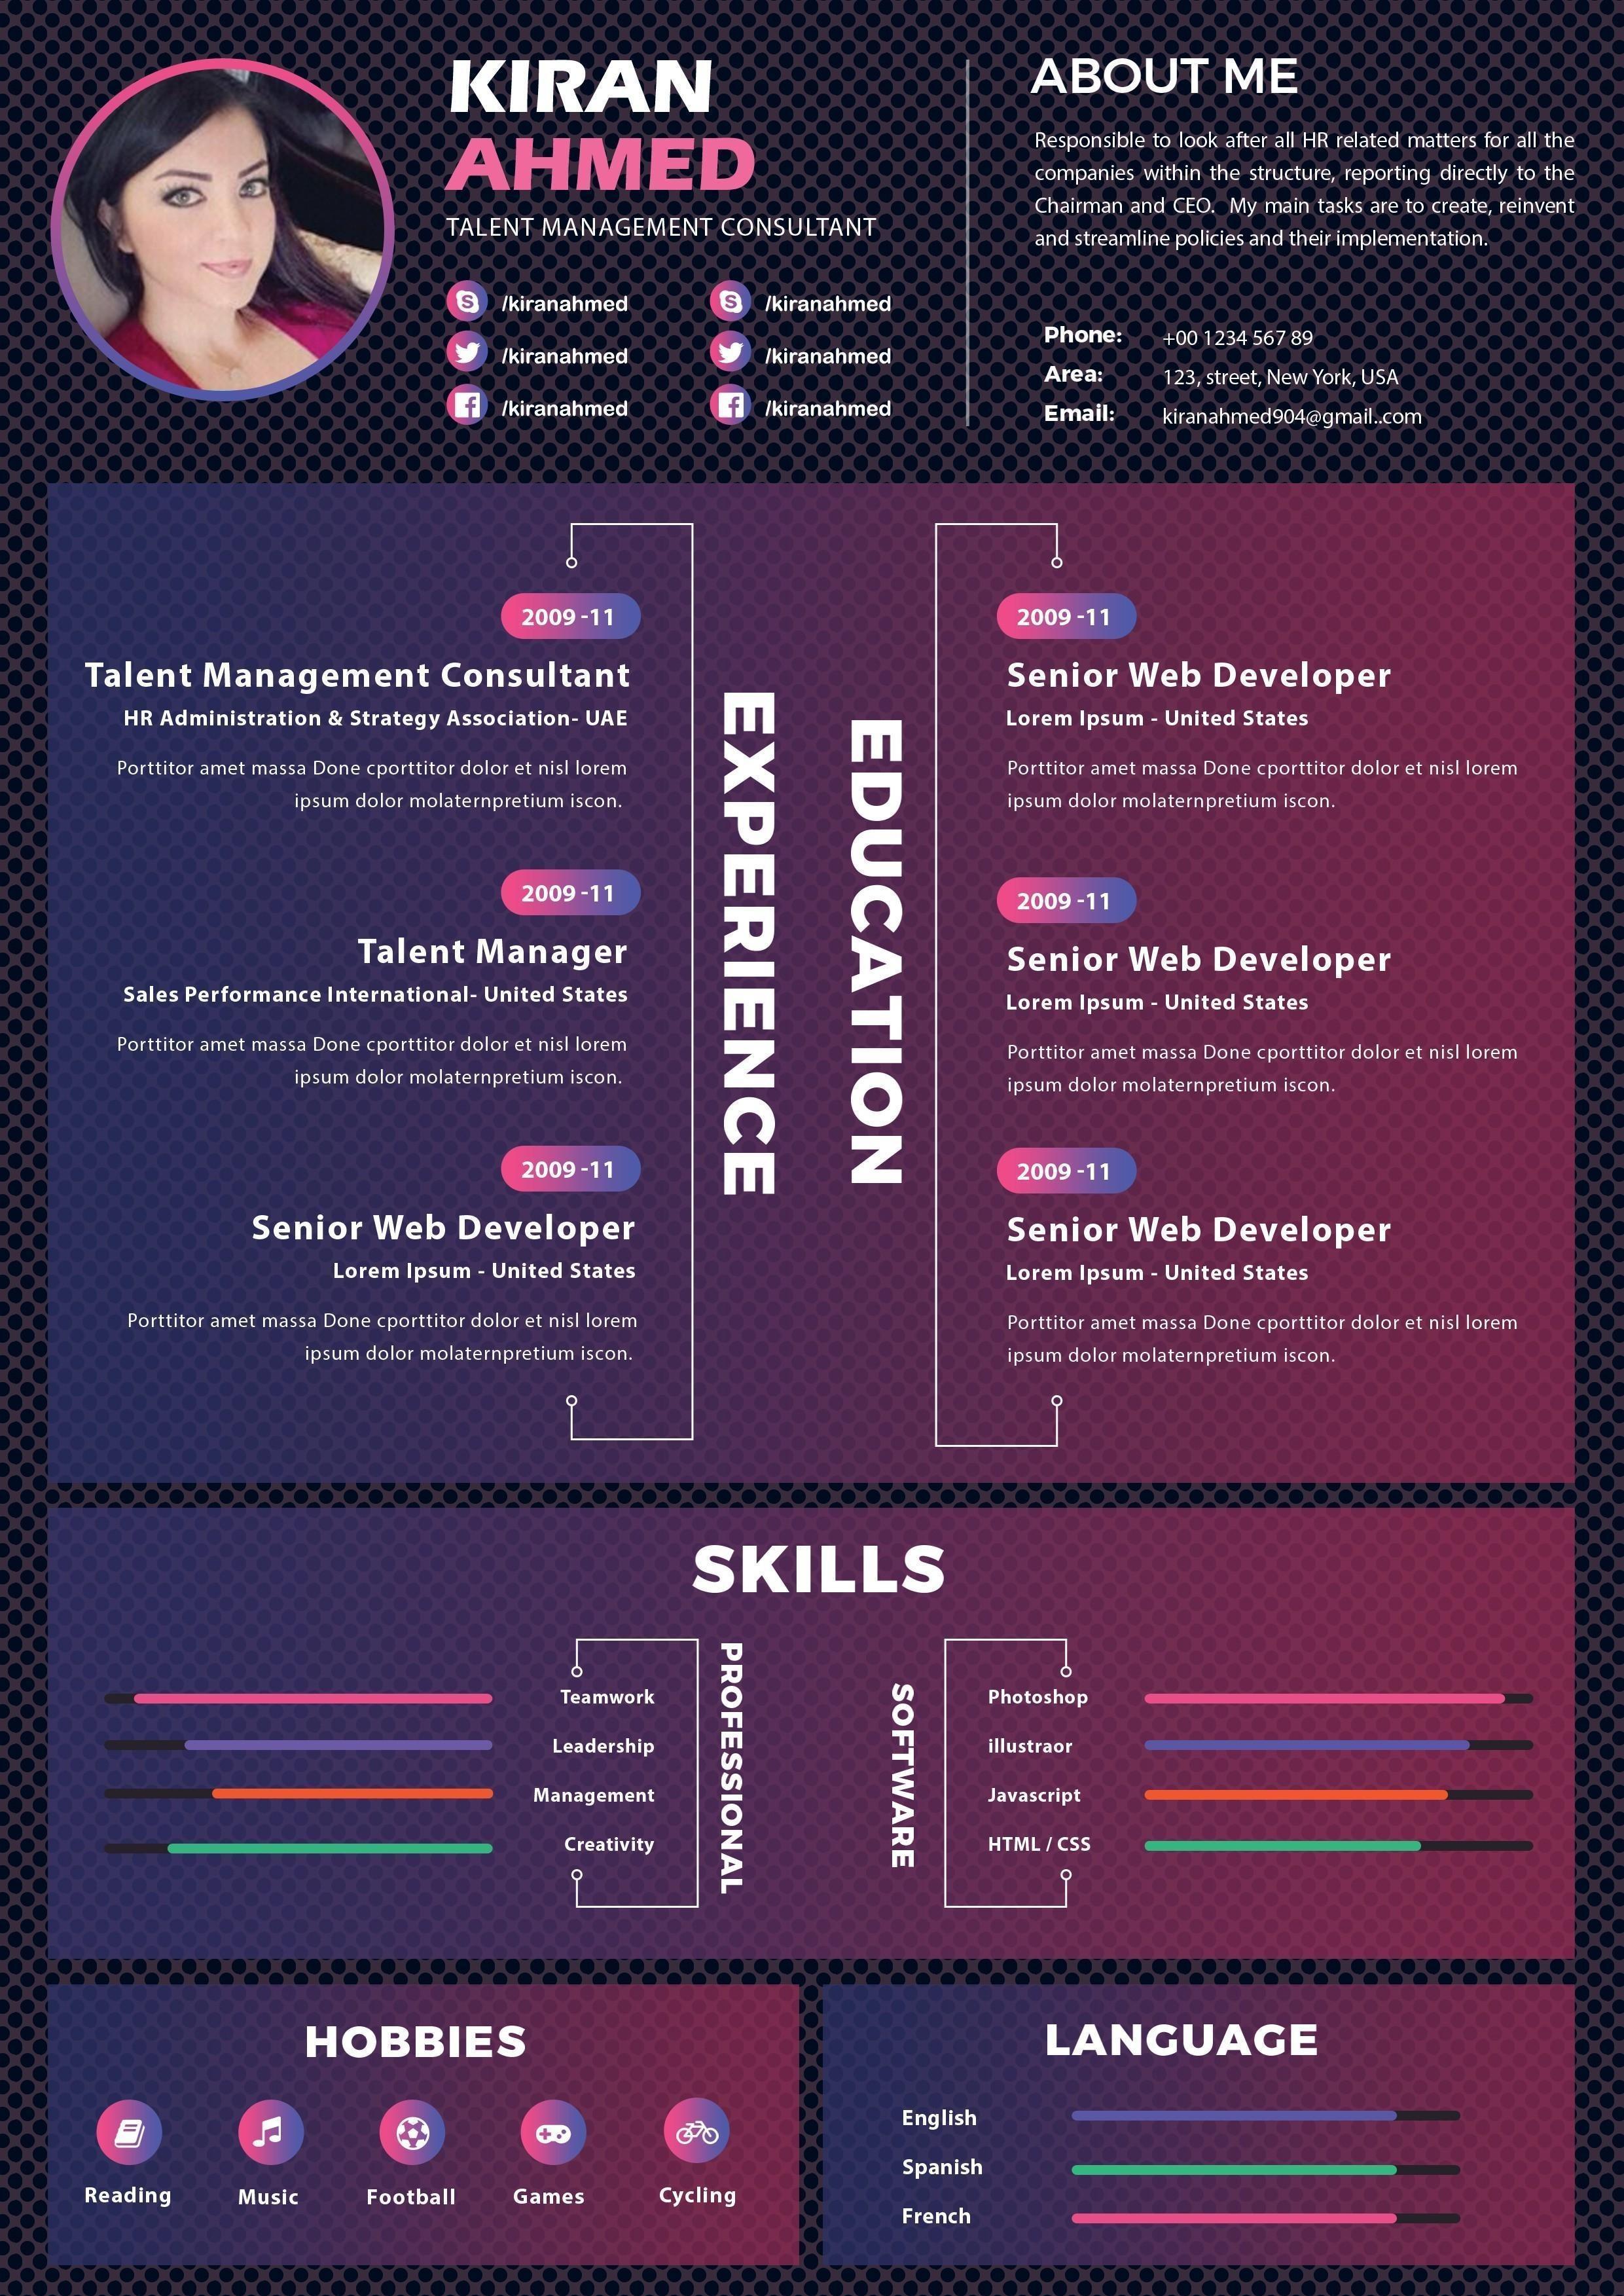 KIRAN
AHMED
TALENT MANAGEMENT CONSULTANT
/kiranahmed
/kiranahmed
/kiranahmed
/kiranahmed
/kiranahmed
/kiranahmed
ABOUT ME
Responsible to look after all HR related matters for all the
companies within the structure, reporting directly to the
Chairman and CEO. My main tasks are to create, reinvent
and streamline policies and their implementation.
Phone: +00 1234 567 89
Area: 123, street, New York, USA
Email: kiranahmed904@gmail..com
EXPERIENCE
2009 -11
Talent Management Consultant
HR Administration & Strategy Association- UAE
Porttitor amet massa Done cporttitor dolor et nisl lorem
ipsum dolor molaternpretium iscon.
2009 -11
Talent Manager
Sales Performance International- United States
Porttitor amet massa Done cporttitor dolor et nisl lorem
ipsum dolor molaternpretium iscon.
2009 -11
Senior Web Developer
Lorem Ipsum - United States
Porttitor amet massa Done cporttitor dolor et nisl lorem
ipsum dolor molaternpretium iscon.
EDUCATION
2009 -11
Senior Web Developer
Lorem Ipsum - United States
Porttitor amet massa Done cporttitor dolor et nisl lorem
ipsum dolor molaternpretium iscon.
2009 -11
Senior Web Developer
Lorem Ipsum - United States
Porttitor amet massa Done cporttitor dolor et nisl lorem
ipsum dolor molaternpretium iscon.
2009 -11
Senior Web Developer
Lorem Ipsum - United States
Porttitor amet massa Done cporttitor dolor et nisl lorem
ipsum dolor molaternpretium iscon.
SKILLS
PROFESSIONAL
Teamwork
Leadership
Management
Creativity
SOFTWARE
Photoshop
illustraor
Javascript
HTML / CSS
HOBBIES
Reading
Music
Football
Games
Cycling
LANGUAGE
English
Spanish
French